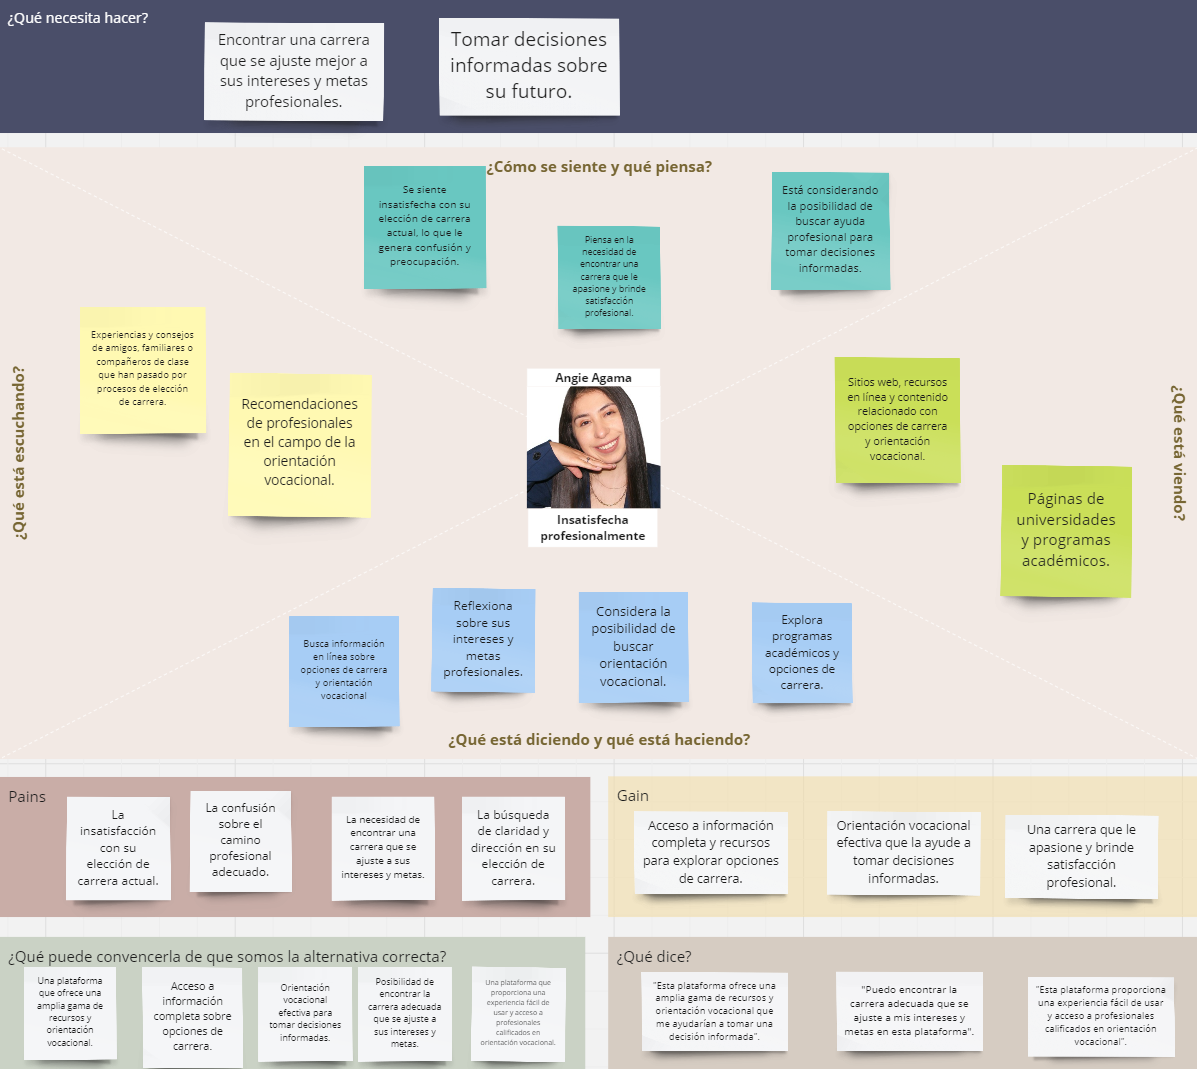 ¿Qué necesita hacer?
Encontrar una carrera
que se ajuste mejor a
sus intereses y metas
profesionales.
Tomar decisiones
informadas sobre
su futuro.
¿Cómo se siente y qué piensa?
Se siente
insatisfecha con su
elección de carrera
actual, lo que le
genera confusión y
preocupación.
Piensa en la
necesidad de
encontrar una
carrera que le
apasione y brinde
satisfacción
profesional.
Está considerando
la posibilidad de
buscar ayuda
profesional para
tomar decisiones
informadas.
¿Qué está escuchando?
Experiencias y consejos
de amigos, familiares o
compañeros de clase
que han pasado por
procesos de elección
de carrera.
Recomendaciones
de profesionales
en el campo de la
orientación
vocacional.
Angie Agama
Insatisfecha
profesionalmente
Sitios web, recursos
en línea y contenido
relacionado con
opciones de carrera
y orientación
vocacional.
Páginas de
universidades
y programas
académicos.
¿Qué está viendo?
Busca información
en línea sobre
opciones de carrera
y orientación
vocacional
Reflexiona
sobre sus
intereses y
metas
profesionales.
Considera la
posibilidad de
buscar
orientación
vocacional.
Explora
programas
académicos y
opciones de
carrera.
¿Qué está diciendo y qué está haciendo?
Pains
La
insatisfacción
con su
elección de
carrera actual.
La confusión
sobre el
camino
profesional
adecuado.
La necesidad de
encontrar una
carrera que se
ajuste a sus
intereses y metas.
La búsqueda
de claridad y
dirección en su
elección de
carrera.
Gain
Acceso a información
completa y recursos
para explorar opciones
de carrera.
Orientación vocacional
efectiva que la ayude a
tomar decisiones
informadas.
Una carrera que le
apasione y brinde
satisfacción
profesional.
¿Qué puede convencerla de que somos la alternativa correcta?
Una plataforma
que ofrece una
amplia gama de
recursos y
orientación
vocacional.
Acceso a
información
completa sobre
opciones de
carrera.
Orientación
vocacional
efectiva para
tomar decisiones
informadas.
Posibilidad de
encontrar la
carrera adecuada
que se ajuste a
sus intereses y
metas.
Una plataforma que
proporciona una
experiencia fácil de
usar y acceso a
profesionales
calificados en
orientación vocacional.
¿Qué dice?
"Esta plataforma ofrece una
amplia gama de recursos y
orientación vocacional que
me ayudarían a tomar una
decisión informada".
"Puedo encontrar la
carrera adecuada que se
ajuste a mis intereses y
metas en esta plataforma".
"Esta plataforma proporciona
una experiencia fácil de usar
y acceso a profesionales
calificados en orientación
vocacional".